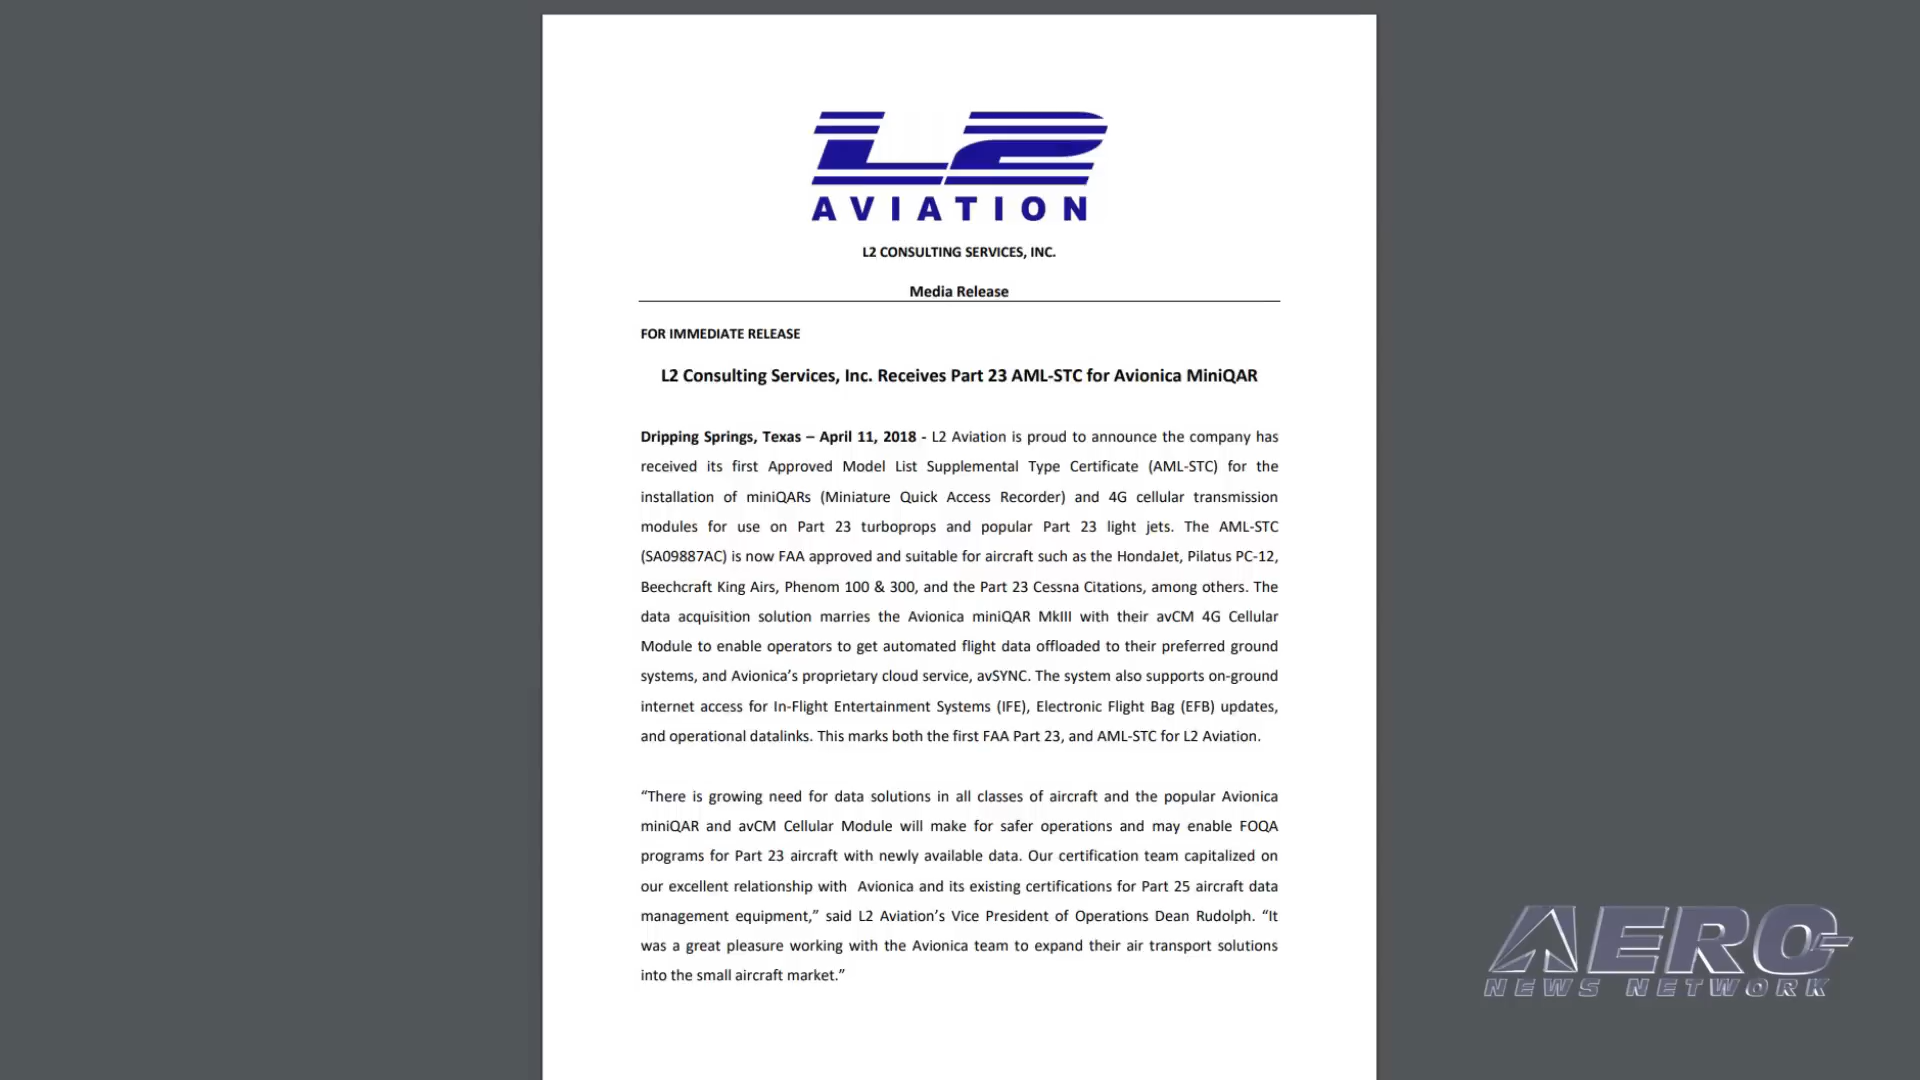 L2
AVIATION
L2 CONSULTING SERVICES, INC.
Media Release
FOR IMMEDIATE RELEASE
L2 Consulting Services, Inc. Receives Part 23 AML-STC for Avionica MiniQAR
Dripping Springs, Texas – April 11, 2018 - L2 Aviation is proud to announce the company has
received its first Approved Model List Supplemental Type Certificate (AML-STC) for the
installation of miniQARs (Miniature Quick Access Recorder) and 4G cellular transmission
modules for use on Part 23 turboprops and popular Part 23 light jets. The AML-STC
(SA09887AC) is now FAA approved and suitable for aircraft such as the HondaJet, Pilatus PC-12,
Beechcraft King Airs, Phenom 100 & 300, and the Part 23 Cessna Citations, among others. The
data acquisition solution marries the Avionica miniQAR MkIII with their avCM 4G Cellular
Module to enable operators to get automated flight data offloaded to their preferred ground
systems, and Avionica’s proprietary cloud service, avSYNC. The system also supports on-ground
internet access for In-Flight Entertainment Systems (IFE), Electronic Flight Bag (EFB) updates,
and operational datalinks. This marks both the first FAA Part 23, and AML-STC for L2 Aviation.
“There is growing need for data solutions in all classes of aircraft and the popular Avionica
miniQAR and avCM Cellular Module will make for safer operations and may enable FOQA
programs for Part 23 aircraft with newly available data. Our certification team capitalized on
our excellent relationship with Avionica and its existing certifications for Part 25 aircraft data
management equipment,” said L2 Aviation’s Vice President of Operations Dean Rudolph. “It
was a great pleasure working with the Avionica team to expand their air transport solutions
into the small aircraft market.”
AERO-
NEWS NETWORK